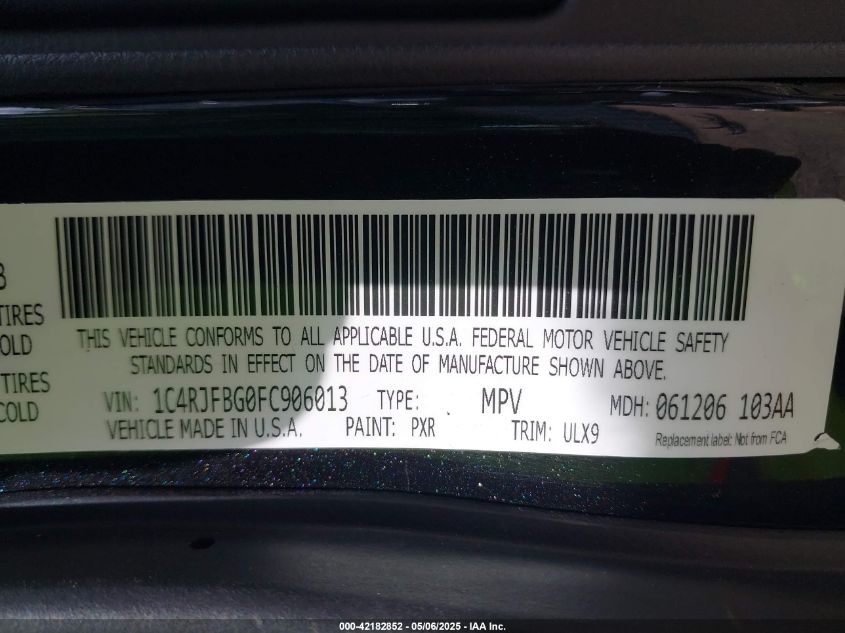 3
TIRES
OLD
TIRES
COLD
THIS VEHICLE CONFORMS TO ALL APPLICABLE U.S.A. FEDERAL MOTOR VEHICLE SAFETY
STANDARDS IN EFFECT ON THE DATE OF MANUFACTURE SHOWN ABOVE.
VIN: 1C4RJFBG0FC906013 TYPE: MPV MDH: 061206 103AA
VEHICLE MADE IN U.S.A. PAINT: PXR TRIM: ULX9
Replacement label: Not from FCA
000-42182852 - 05/06/2025 - IAA Inc.